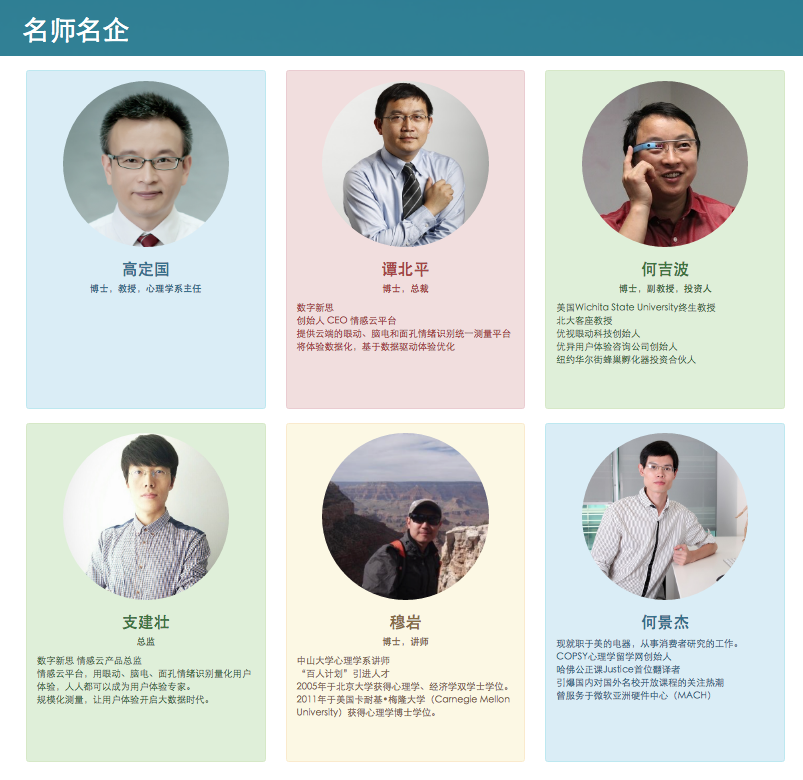 名师名企
高定国
博士，教授，心理学系主任
谭北平
博士，总裁
数字新思
创始人 CEO 情感云平台
提供云端的眼动、脑电和面孔情绪识别统一测量平台
将体验数据化，基于数据驱动体验优化
何吉波
博士，副教授，投资人
美国Wichita State University终生教授
北大客座教授
优视眼动科技创始人
优异用户体验咨询公司创始人
纽约华尔街蜂巢孵化器投资合伙人
支建壮
总监
数字新思 情感云产品总监
情感云平台，用眼动、脑电、面孔情绪识别量化用户
体验，人人都可以成为用户体验专家。
规模化测量，让用户体验开启大数据时代。
穆岩
博士，讲师
中山大学心理学系讲师
“百人计划”引进人才
2005年于北京大学获得心理学、经济学双学士学位。
2011年于美国卡耐基•梅隆大学（Carnegie Mellon
University）获得心理学博士学位。
何景杰
现就职于美的电器，从事消费者研究的工作。
COPSY心理学留学网创始人
哈佛公正课Justice首位翻译者
引爆国内对国外名校开放课程的关注热潮
曾服务于微软亚洲硬件中心（MACH）